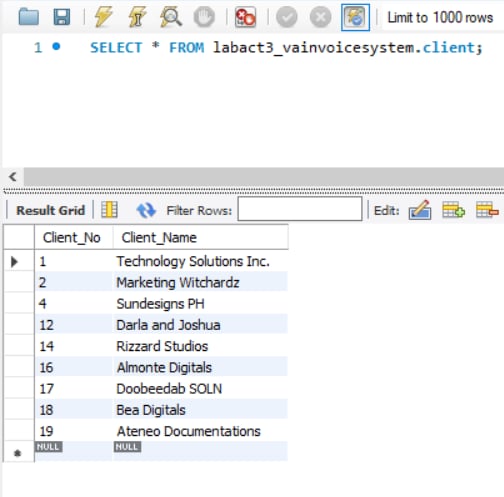 Limit to 1000 rows
1 SELECT * FROM labact3_vainvoicesystem.client;
Result Grid Filter Rows: Edit:
Client_No Client_Name
1 Technology Solutions Inc.
2 Marketing Witchardz
4 Sundesigns PH
12 Darla and Joshua
14 Rizzard Studios
16 Almonte Digitals
17 Doobeedab SOLN
18 Bea Digitals
19 Ateneo Documentations
NULL NULL